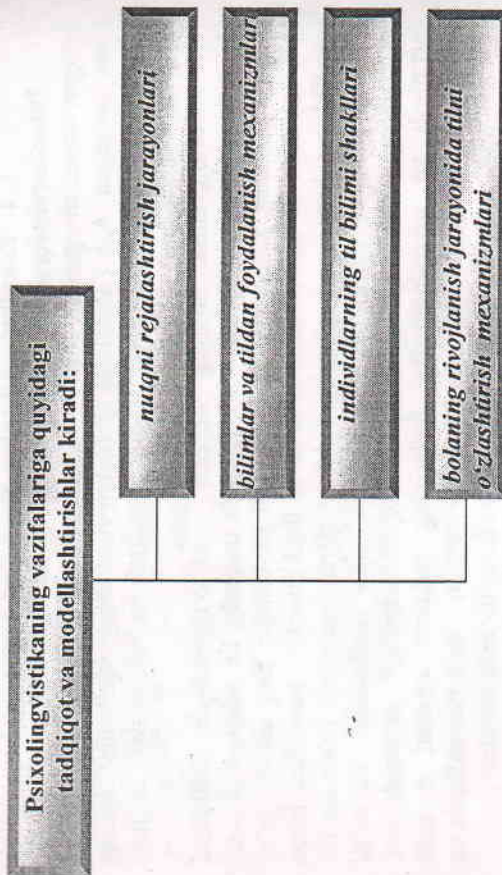 Psixolingvistikaning vazifalariga quyidagi
tadqiqot va modellashtirishlar kiradi:
nutqni rejalashtirish jarayonlari
bilimlar va tildan foydalanish mexanizmlari
individlarning til bilimi shakllari
bolaning rivojlanish jarayonida tilni
o‘zlashtirish mexanizmlari